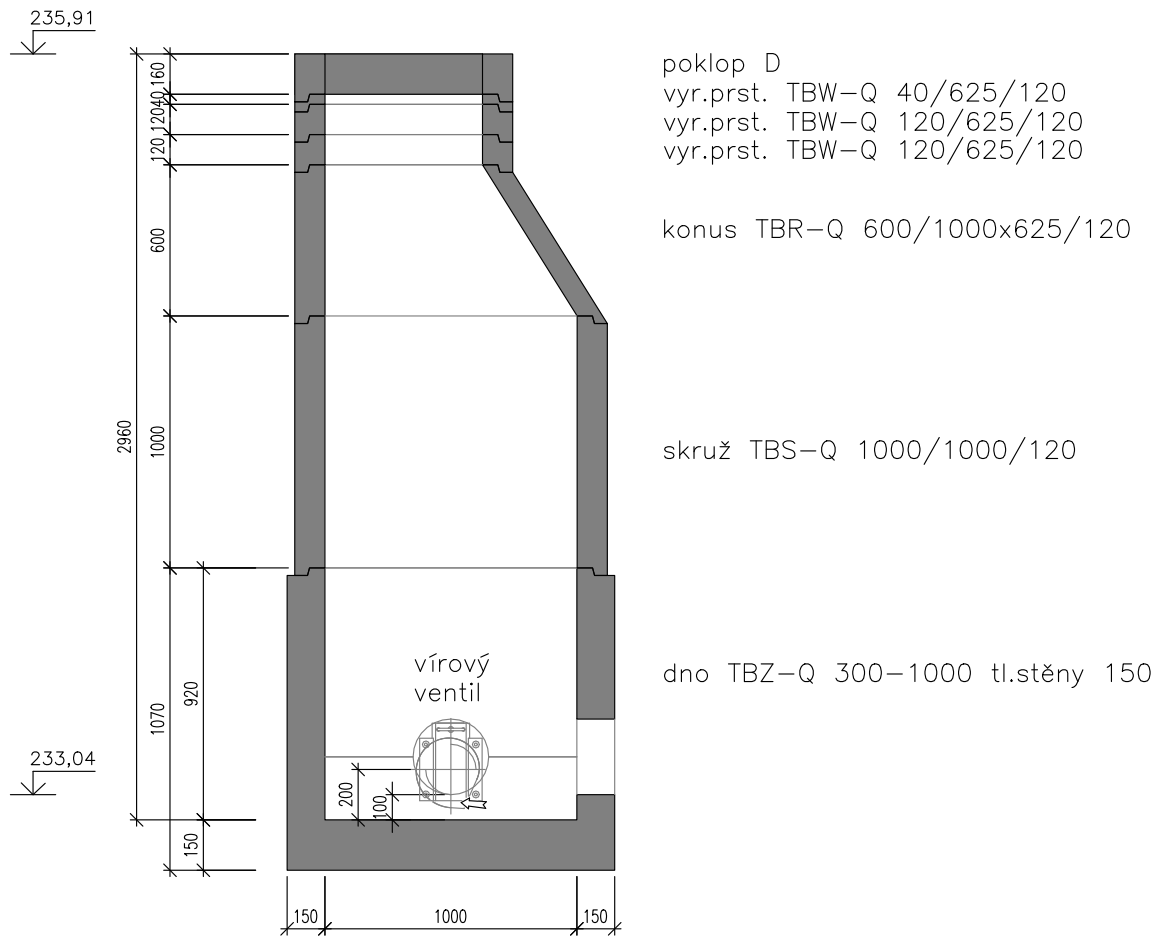 235,91
160
40
120
120
600
1000
2960
920
1070
150
233,04
200
100
150
1000
150
vírový
ventil
poklop D
vyr.prst. TBW-Q 40/625/120
vyr.prst. TBW-Q 120/625/120
vyr.prst. TBW-Q 120/625/120
konus TBR-Q 600/1000x625/120
skruž TBS-Q 1000/1000/120
dno TBZ-Q 300-1000 tl.stěny 150